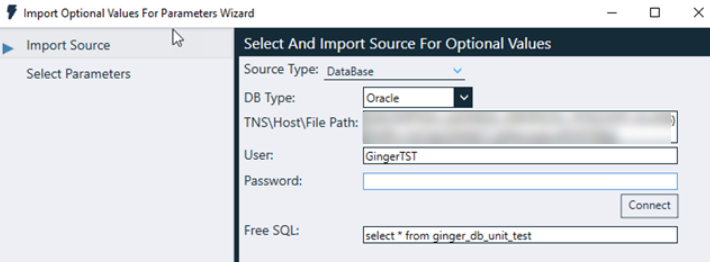 Import Optional Values For Parameters Wizard
Import Source
Select Parameters
Select And Import Source For Optional Values
Source Type: DataBase
DB Type: Oracle
TNS\Host\File Path:
User: GingerTST
Password:
Connect
Free SQL: select * from ginger_db_unit_test